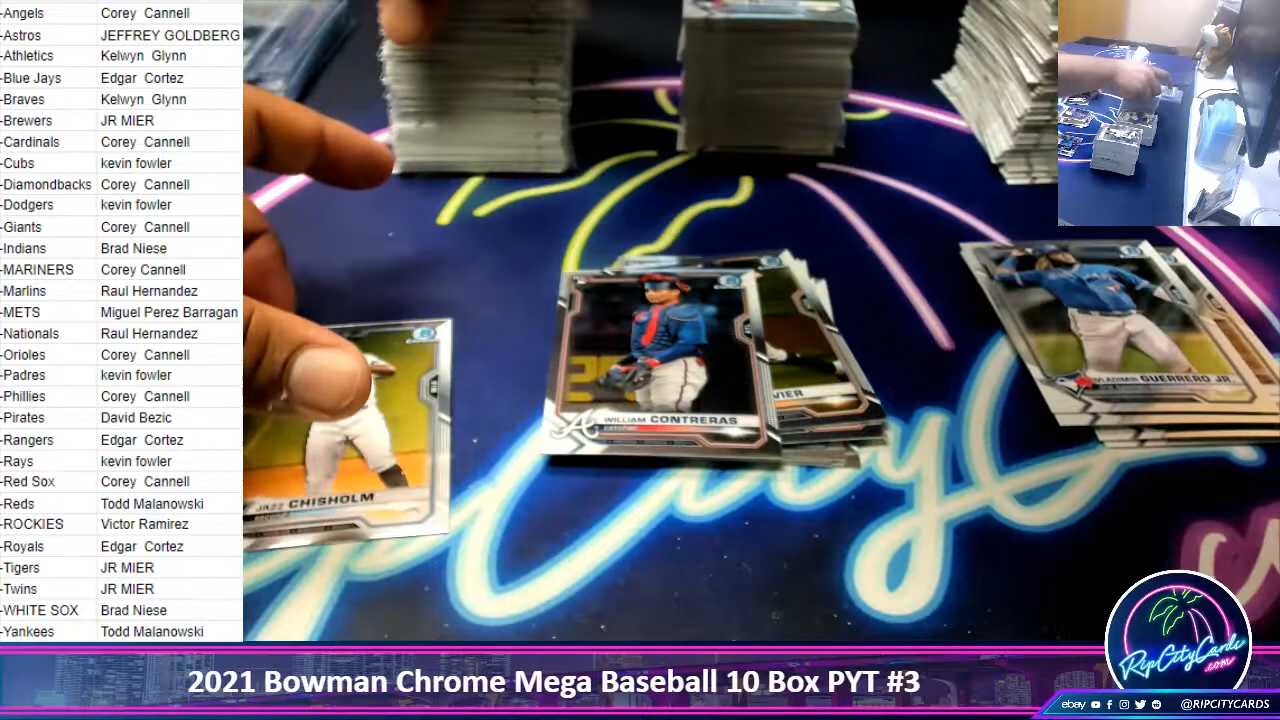 -Angels Corey Cannell
-Astros JEFFREY GOLDBERG
-Athletics Kelwyn Glynn
-Blue Jays Edgar Cortez
-Braves Kelwyn Glynn
-Brewers JR MIER
-Cardinals Corey Cannell
-Cubs kevin fowler
-Diamondbacks Corey Cannell
-Dodgers kevin fowler
-Giants Corey Cannell
-Indians Brad Niese
-MARINERS Corey Cannell
-Marlins Raul Hernandez
-METS Miguel Perez Barragan
-Nationals Raul Hernandez
-Orioles Corey Cannell
-Padres kevin fowler
-Phillies Corey Cannell
-Pirates David Bezic
-Rangers Edgar Cortez
-Rays kevin fowler
-Red Sox Corey Cannell
-Reds Todd Malanowski
-ROCKIES Victor Ramirez
-Royals Edgar Cortez
-Tigers JR MIER
-Twins JR MIER
-WHITE SOX Brad Niese
-Yankees Todd Malanowski
JAZZ CHISHOLM
WILLIAM CONTRERAS
CATCHER
VIER
VLADIMIR GUERRERO JR.
RipCityCards
.com
2021 Bowman Chrome Mega Baseball 10 Box PYT #3
ebay @RIPCITYCARDS